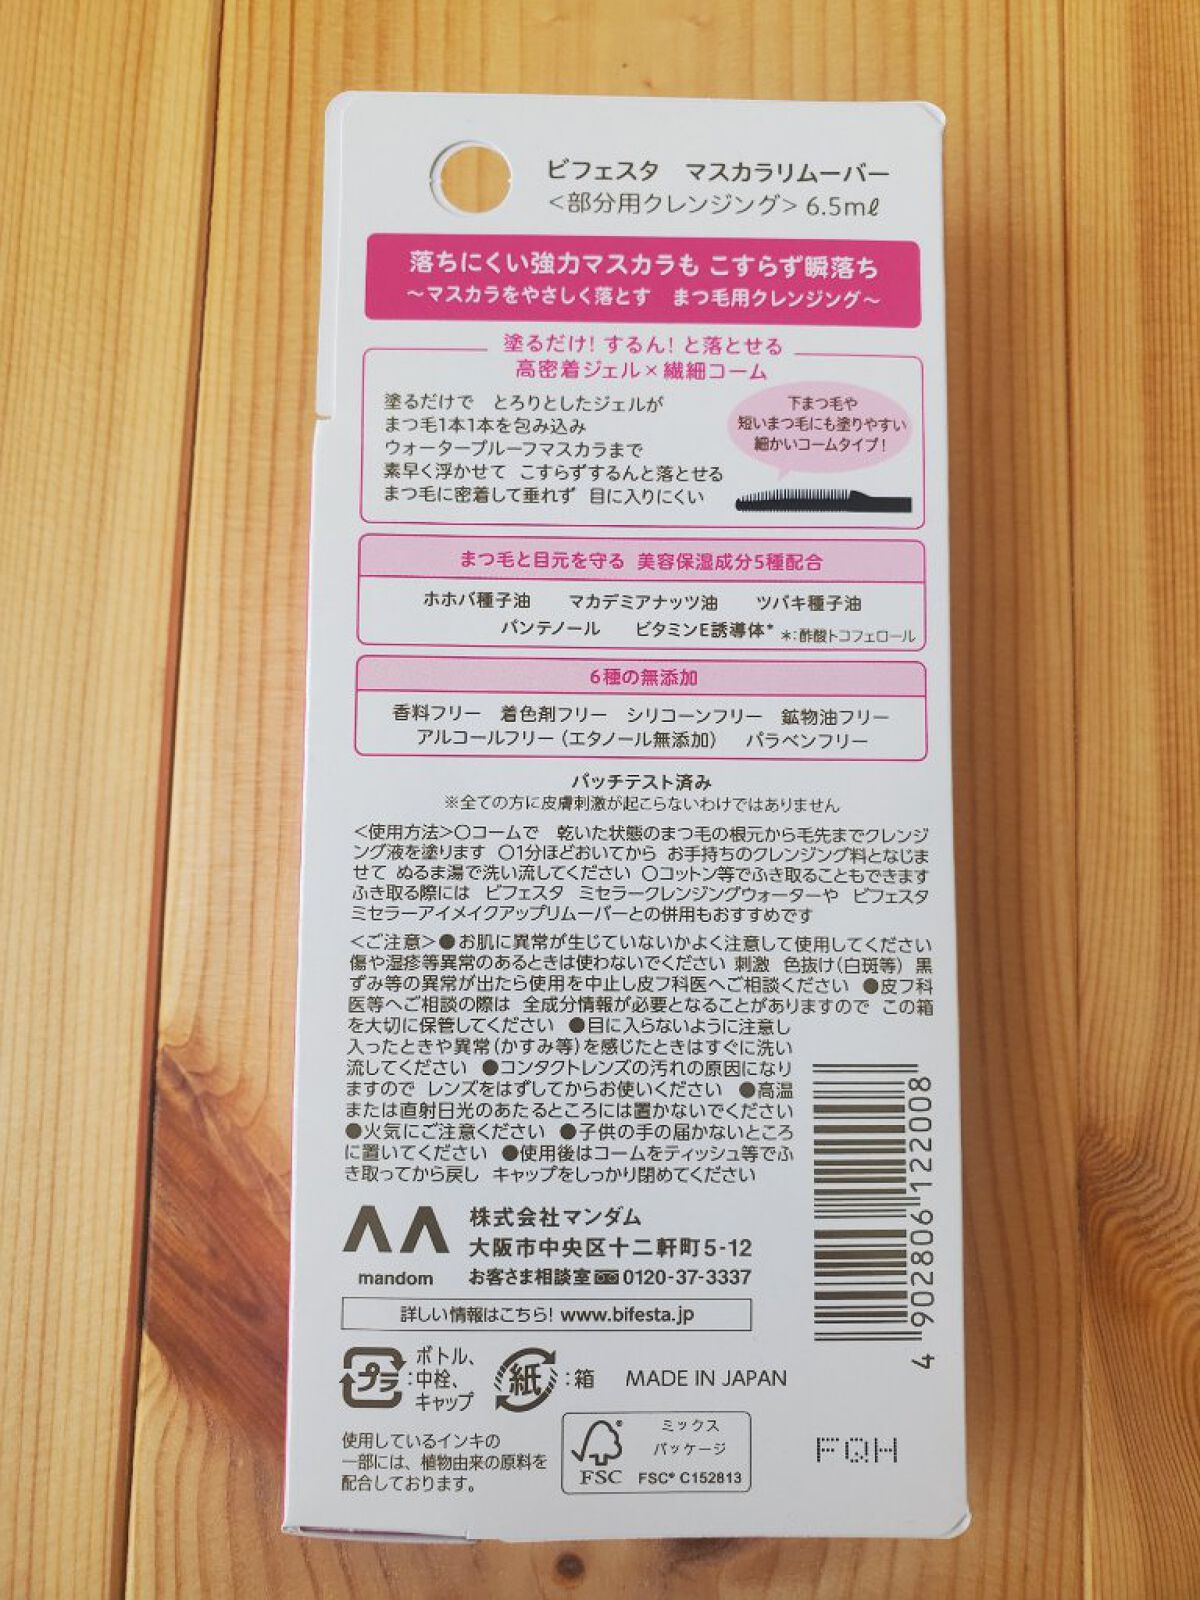 ビフェスタ　マスカラリムーバー
＜部分用クレンジング＞ 6.5mℓ
落ちにくい強力マスカラも こすらず瞬落ち
～マスカラをやさしく落とす　まつ毛用クレンジング～
塗るだけ！するん！と落とせる
高密着ジェル×繊細コーム
塗るだけで　とろりとしたジェルが
まつ毛1本1本を包み込み
ウォータープルーフマスカラまで
素早く浮かせて　こすらずするんと落とせる
まつ毛に密着して垂れず　目に入りにくい
下まつ毛や
短いまつ毛にも塗りやすい
細かいコームタイプ！
まつ毛と目元を守る 美容保湿成分5種配合
ホホバ種子油　マカデミアナッツ油　ツバキ種子油
パンテノール　ビタミンE誘導体* ＊:酢酸トコフェロール
6種の無添加
香料フリー　着色剤フリー　シリコーンフリー　鉱物油フリー
アルコールフリー（エタノール無添加）　パラベンフリー
パッチテスト済み
※全ての方に皮膚刺激が起こらないわけではありません
＜使用方法＞○コームで　乾いた状態のまつ毛の根元から毛先までクレンジ
ング液を塗ります ○1分ほどおいてから お手持ちのクレンジング料となじま
せて ぬるま湯で洗い流してください ○コットン等でふき取ることもできます
ふき取る際には ビフェスタ ミセラークレンジングウォーターや ビフェスタ
ミセラーアイメイクアップリムーバーとの併用もおすすめです
＜ご注意＞●お肌に異常が生じていないかよく注意して使用してください
傷や湿疹等異常のあるときは使わないでください 刺激 色抜け(白斑等) 黒
ずみ等の異常が出たら使用を中止し皮フ科医へご相談ください ●皮フ科
医等へご相談の際は 全成分情報が必要となることがありますので この箱
を大切に保管してください ●目に入らないように注意し
入ったときや異常(かすみ等)を感じたときはすぐに洗い
流してください ●コンタクトレンズの汚れの原因になり
ますので レンズをはずしてからお使いください ●高温
または直射日光のあたるところには置かないでください
●火気にご注意ください ●子供の手の届かないところ
に置いてください ●使用後はコームをティッシュ等でふ
き取ってから戻し キャップをしっかり閉めてください
4902806122008
株式会社マンダム
大阪市中央区十二軒町5-12
mandom お客さま相談室 0120-37-3337
詳しい情報はこちら! www.bifesta.jp
プラ : ボトル、
中栓、
キャップ
紙 : 箱
MADE IN JAPAN
使用しているインキの
一部には、植物由来の原料を
配合しております。
FSC
ミックス
パッケージ
FSC® C152813
FQH